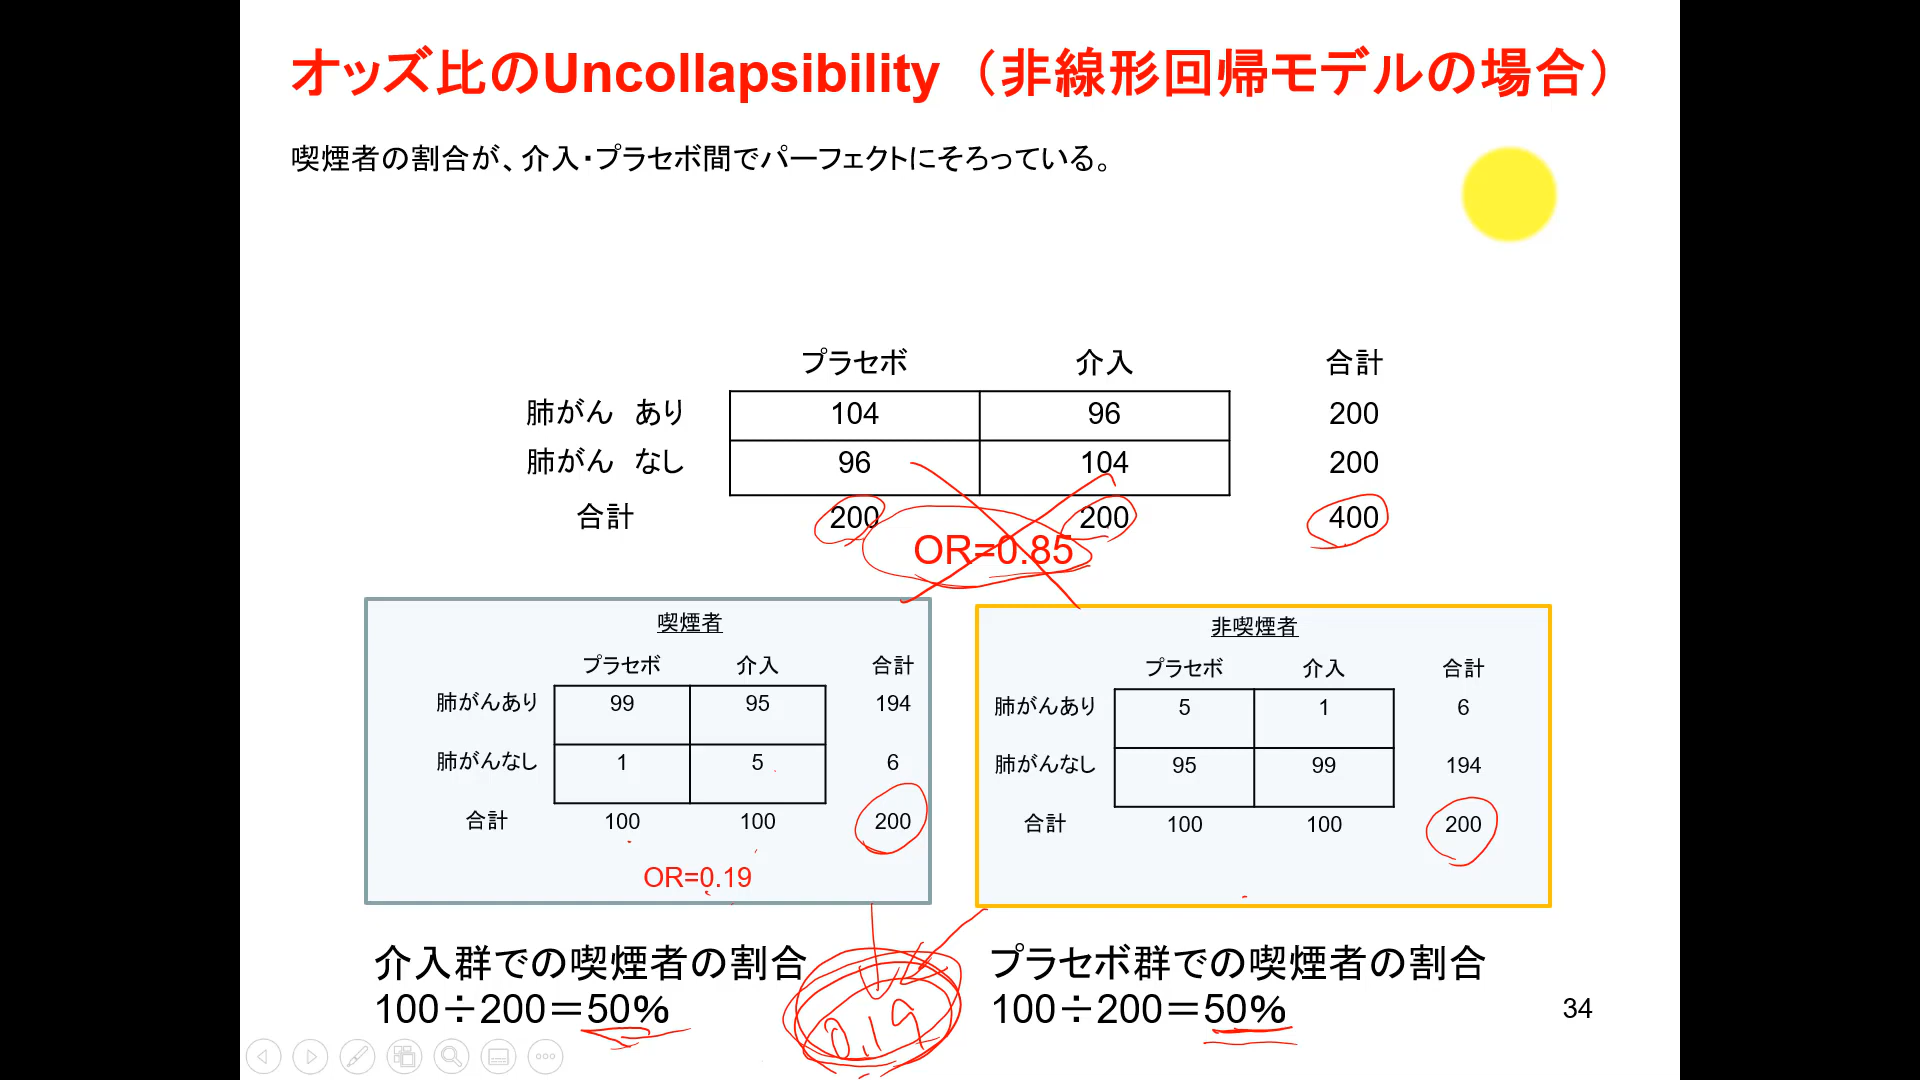 オッズ比のUncollapsibility （非線形回帰モデルの場合）
喫煙者の割合が、介入・プラセボ間でパーフェクトにそろっている。
プラセボ 介入 合計
肺がん あり 104 96 200
肺がん なし 96 104 200
合計 200 200 400
OR=0.85
喫煙者
プラセボ 介入 合計
肺がんあり 99 95 194
肺がんなし 1 5 6
合計 100 100 200
OR=0.19
非喫煙者
プラセボ 介入 合計
肺がんあり 5 1 6
肺がんなし 95 99 194
合計 100 100 200
介入群での喫煙者の割合
100÷200＝50%
0.19
プラセボ群での喫煙者の割合
100÷200＝50%
34